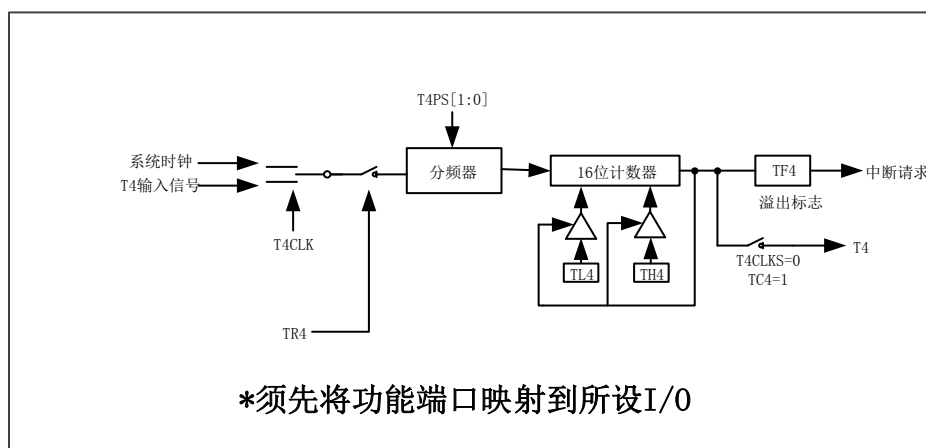 T4PS[1:0]
系统时钟
T4输入信号
分频器
16位计数器
TF4
中断请求
溢出标志
T4CLK
TL4
TH4
T4
T4CLKS=0
TC4=1
TR4
*须先将功能端口映射到所设I/O